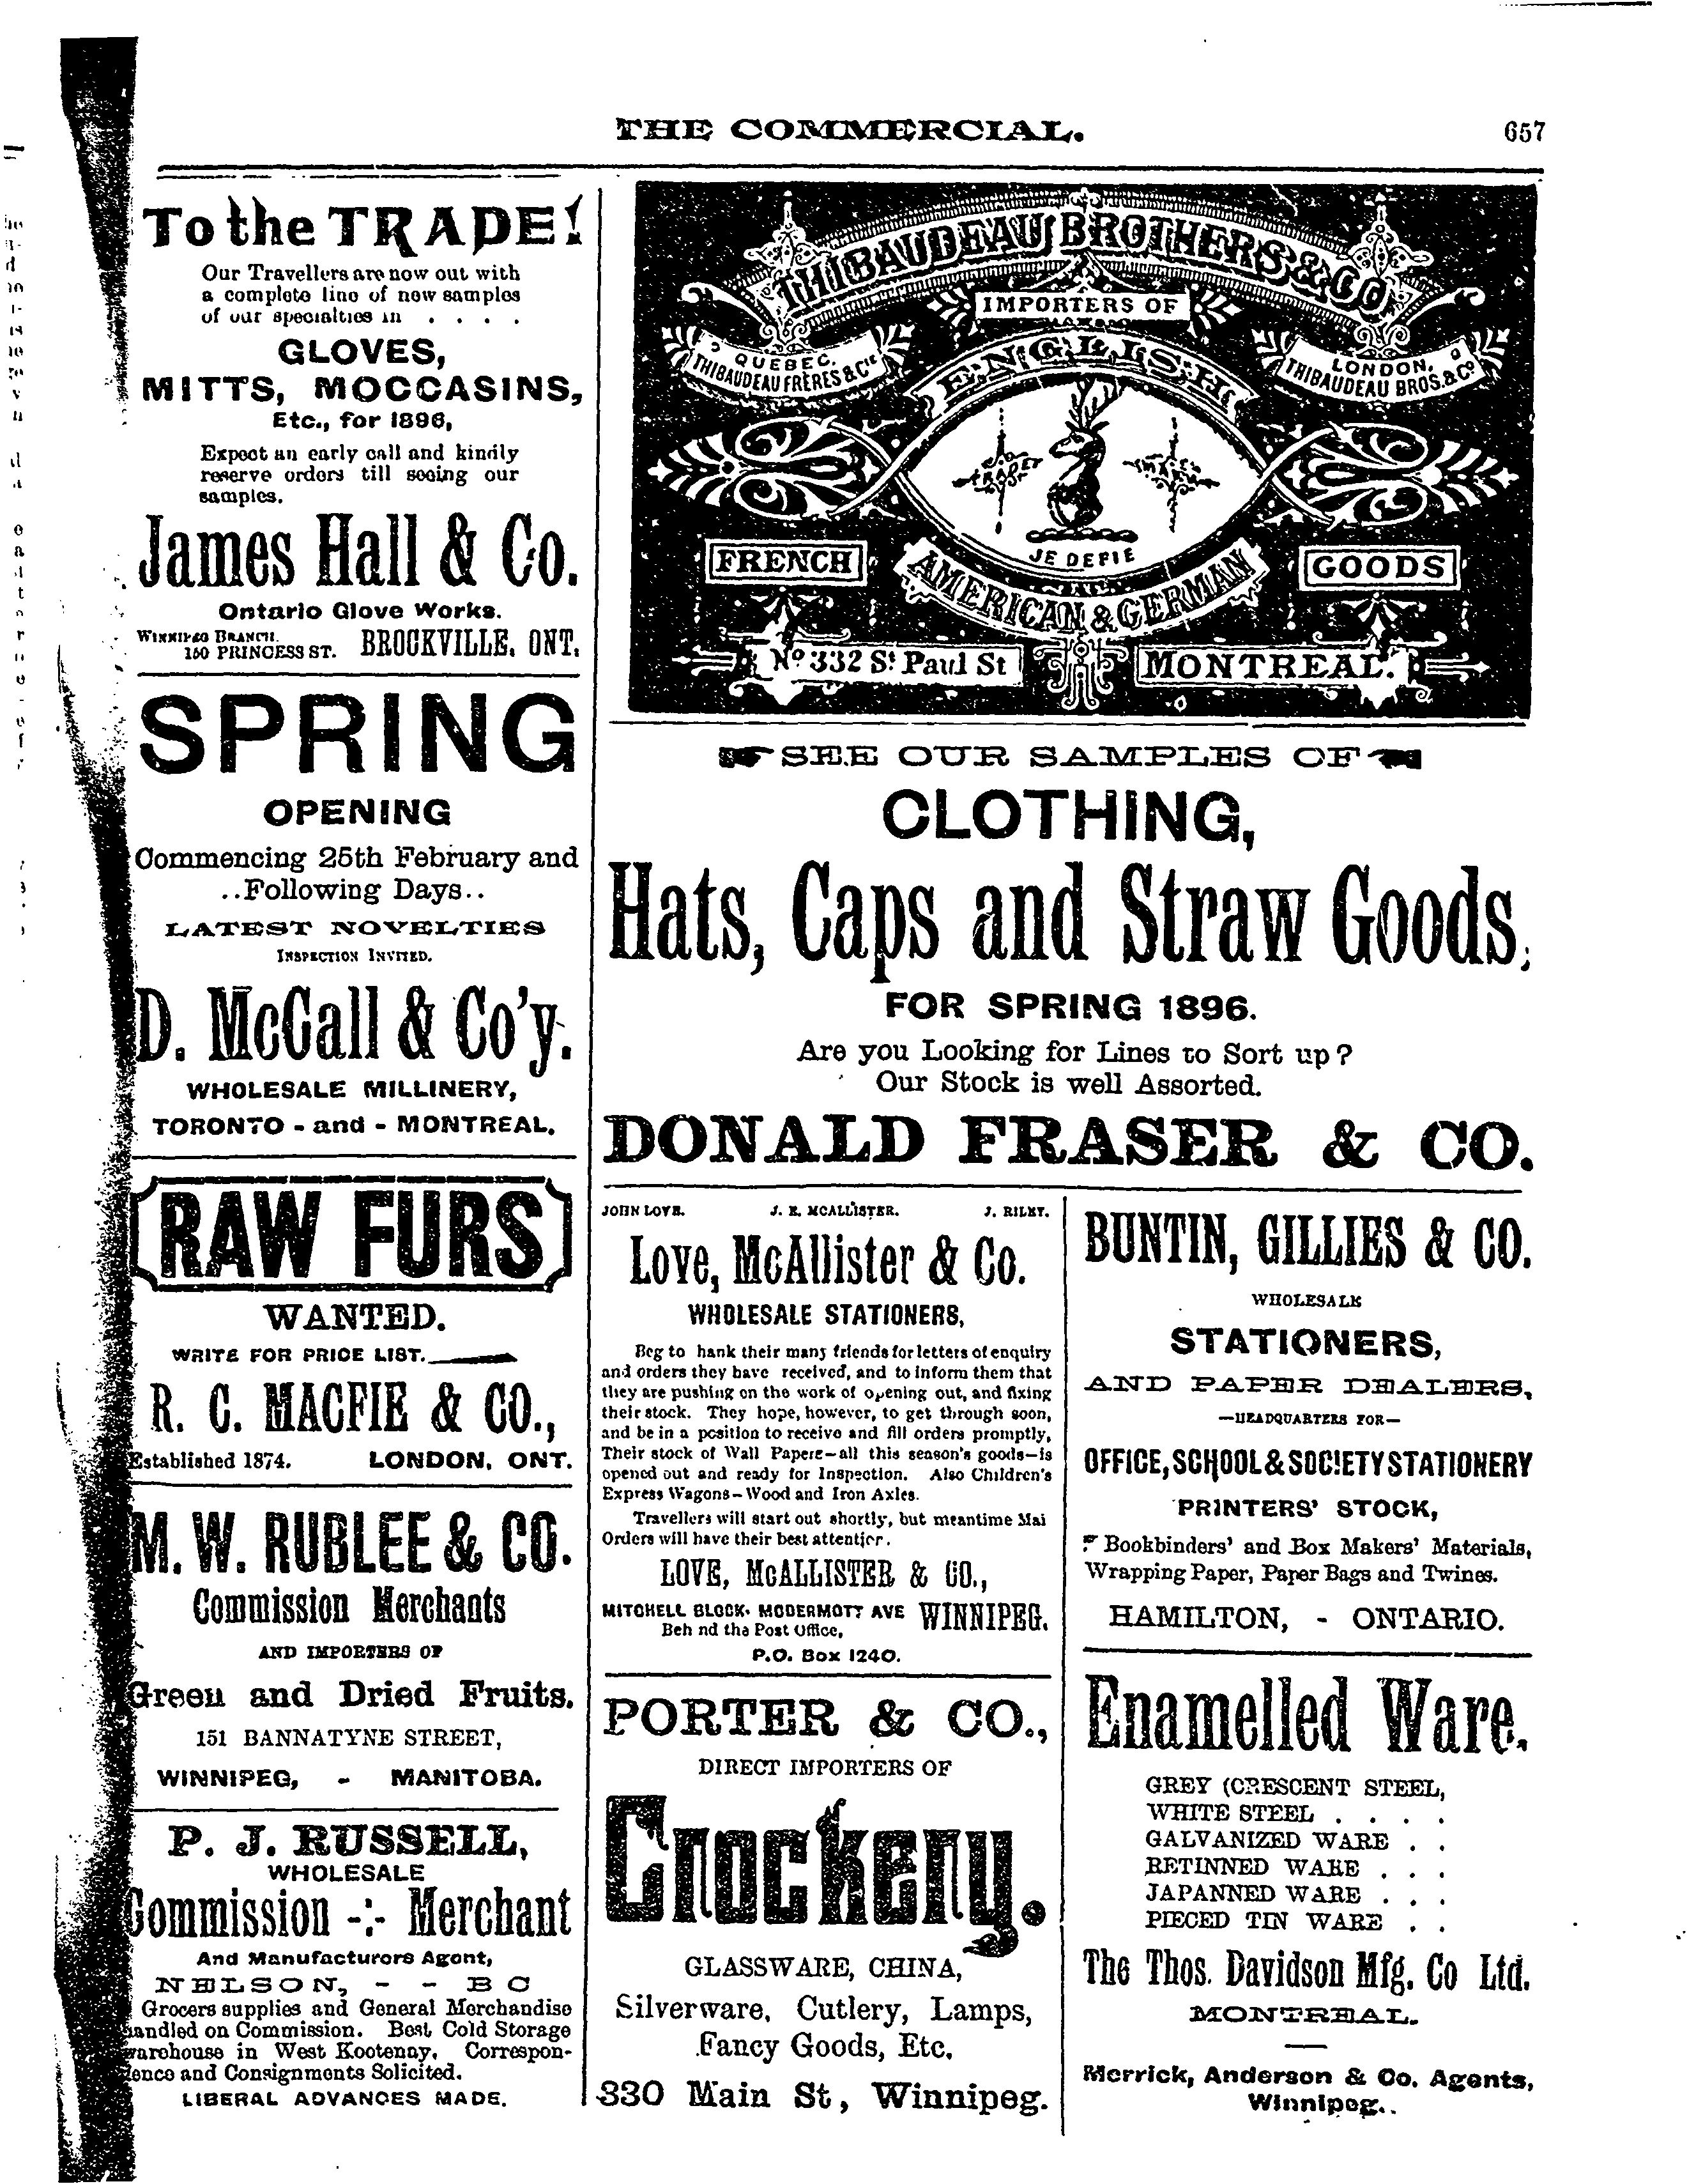 THE COMMERCIAL.
657
To the TRADE!
Our Travellers are now out with
a complete line of new samples
of our specialties in . . . .
GLOVES,
MITTS, MOCCASINS,
Etc., for 1896,
Expect an early call and kindly
reserve orders till seeing our
samples.
James Hall & Co.
Ontario Glove Works.
WINNIPEG BRANCH.
150 PRINCESS ST.
BROCKVILLE, ONT.
SPRING
OPENING
Commencing 25th February and
..Following Days..
LATEST NOVELTIES
INSPECTION INVITED.
D. McCall & Co'y.
WHOLESALE MILLINERY,
TORONTO - and - MONTREAL.
RAW FURS
WANTED.
WRITE FOR PRICE LIST.
R. C. MACFIE & CO.,
Established 1874. LONDON, ONT.
M. W. RUBLEE & CO.
Commission Merchants
AND IMPORTERS OF
Green and Dried Fruits.
151 BANNATYNE STREET,
WINNIPEG, - MANITOBA.
P. J. RUSSELL,
WHOLESALE
Commission -:- Merchant
And Manufacturers Agent,
NELSON, - - B C
Grocers supplies and General Merchandise
handled on Commission. Best Cold Storage
warehouse in West Kootenay. Correspon-
dence and Consignments Solicited.
LIBERAL ADVANCES MADE.
THIBAUDEAU BROTHERS & CO
IMPORTERS OF
QUEBEC.
THIBAUDEAU FRÈRES & CIE
LONDON,
THIBAUDEAU BROS. & Co
ENGLISH
TRADE MARK
JE DEFIE
FRENCH
GOODS
AMERICAN & GERMAN
No 332 St Paul St
MONTREAL.
SEE OUR SAMPLES OF
CLOTHING,
Hats, Caps and Straw Goods,
FOR SPRING 1896.
Are you Looking for Lines to Sort up?
Our Stock is well Assorted.
DONALD FRASER & CO.
JOHN LOVE. J. E. MCALLISTER. J. RILEY.
Love, McAllister & Co.
WHOLESALE STATIONERS,
Beg to hank their many friends for letters of enquiry
and orders they have received, and to inform them that
they are pushing on the work of opening out, and fixing
their stock. They hope, however, to get through soon,
and be in a position to receive and fill orders promptly,
Their stock of Wall Papers—all this season's goods—is
opened out and ready for Inspection. Also Children's
Express Wagons—Wood and Iron Axles.
Travellers will start out shortly, but meantime Mai
Orders will have their best attention.
LOVE, McALLISTER & CO.,
MITCHELL BLOCK. MCDERMOTT AVE
Beh nd the Post Office,
WINNIPEG.
P.O. Box 1240.
PORTER & CO.,
DIRECT IMPORTERS OF
Crockery.
GLASSWARE, CHINA,
Silverware, Cutlery, Lamps,
Fancy Goods, Etc.
330 Main St, Winnipeg.
BUNTIN, GILLIES & CO.
WHOLESALE
STATIONERS,
AND PAPER DEALERS,
—HEADQUARTERS FOR—
OFFICE, SCHOOL & SOCIETY STATIONERY
PRINTERS' STOCK,
Bookbinders' and Box Makers' Materials,
Wrapping Paper, Paper Bags and Twines.
HAMILTON, - ONTARIO.
Enamelled Ware.
GREY (CRESCENT STEEL,
WHITE STEEL . . . .
GALVANIZED WARE . .
RETINNED WARE . . .
JAPANNED WARE . . .
PIECED TIN WARE . .
The Thos. Davidson Mfg. Co Ltd.
MONTREAL.
Merrick, Anderson & Co. Agents,
Winnipeg..